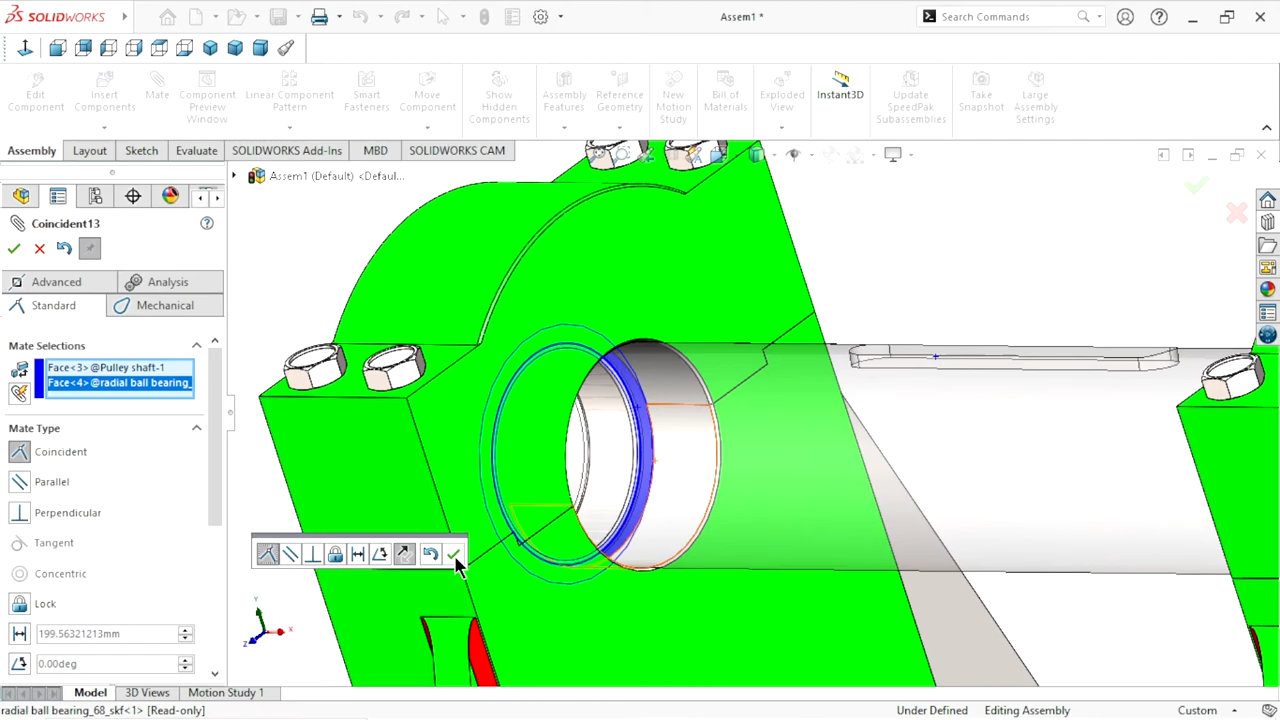 SOLIDWORKS
Assem1 *
Search Commands
Edit Component
Insert Components
Mate
Component Preview Window
Linear Component Pattern
Smart Fasteners
Move Component
Show Hidden Components
Assembly Features
Reference Geometry
New Motion Study
Bill of Materials
Exploded View
Instant3D
Update SpeedPak Subassemblies
Take Snapshot
Large Assembly Settings
Assembly
Layout
Sketch
Evaluate
SOLIDWORKS Add-Ins
MBD
SOLIDWORKS CAM
Assem1 (Default) <Defaul...
Coincident13
Advanced
Analysis
Standard
Mechanical
Mate Selections
Face<3> @Pulley shaft-1
Face<4> @radial ball bearing_
Mate Type
Coincident
Parallel
Perpendicular
Tangent
Concentric
Lock
199.56321213mm
0.00deg
Y
X
Z
Model
3D Views
Motion Study 1
radial ball bearing_68_skf<1> [Read-only]
Under Defined
Editing Assembly
Custom